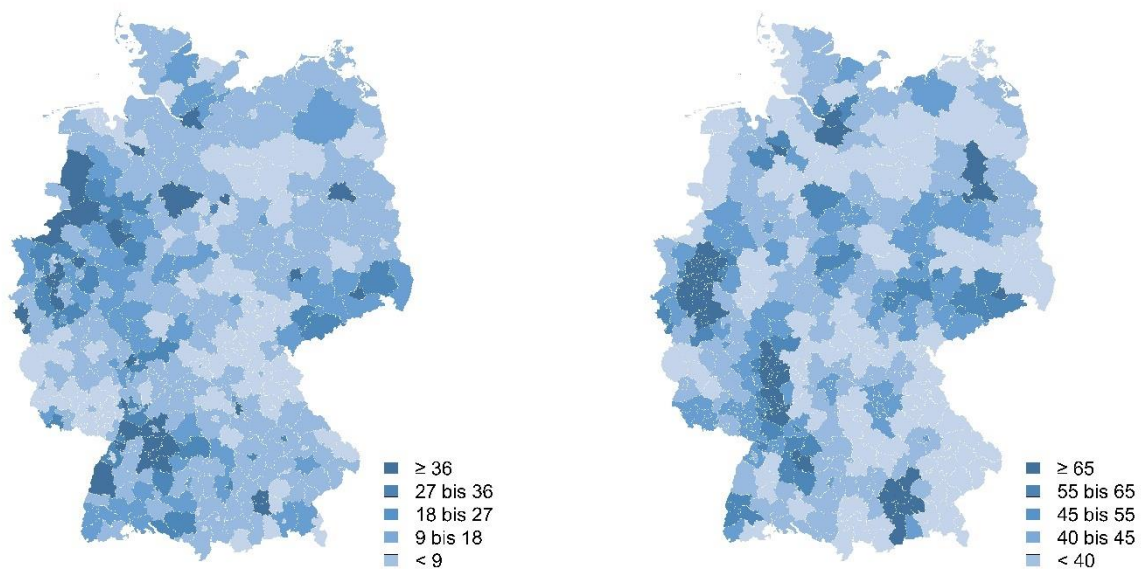 ≥ 36
27 bis 36
18 bis 27
9 bis 18
< 9
≥ 65
55 bis 65
45 bis 55
40 bis 45
< 40